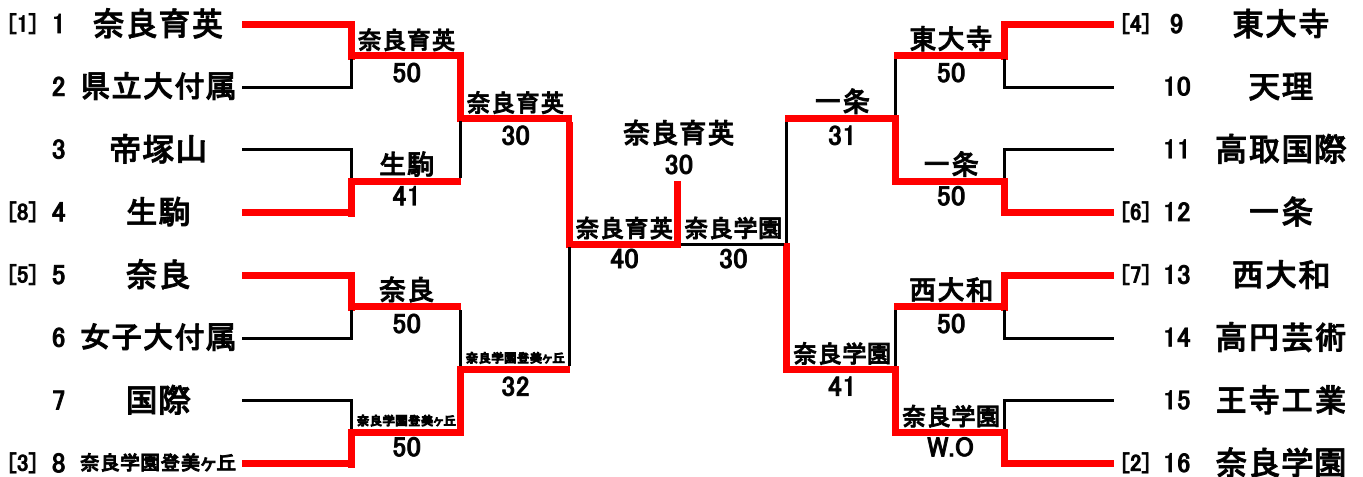 [1] 1 奈良育英
2 県立大付属
3 帝塚山
[8] 4 生駒
[5] 5 奈良
6 女子大付属
7 国際
[3] 8 奈良学園登美ヶ丘
奈良育英
50
生駒
41
奈良
50
奈良学園登美ヶ丘
50
奈良育英
30
奈良学園登美ヶ丘
32
奈良育英
40
奈良育英
30
奈良学園
30
一条
31
奈良学園
41
東大寺
50
一条
50
西大和
50
奈良学園
W.O
[4] 9 東大寺
10 天理
11 高取国際
[6] 12 一条
[7] 13 西大和
14 高円芸術
15 王寺工業
[2] 16 奈良学園